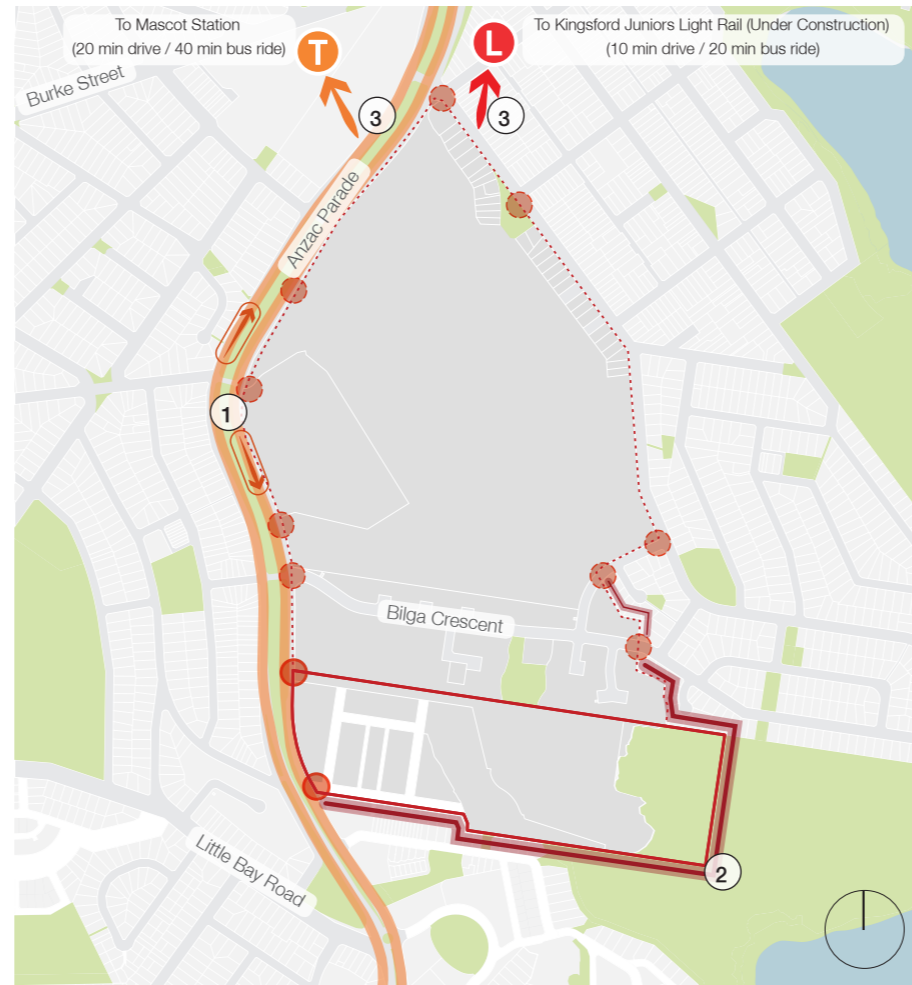 To Mascot Station
(20 min drive / 40 min bus ride)
T
L
To Kingsford Juniors Light Rail (Under Construction)
(10 min drive / 20 min bus ride)
Burke Street
3
3
Anzac Parade
1
Bilga Crescent
Little Bay Road
2